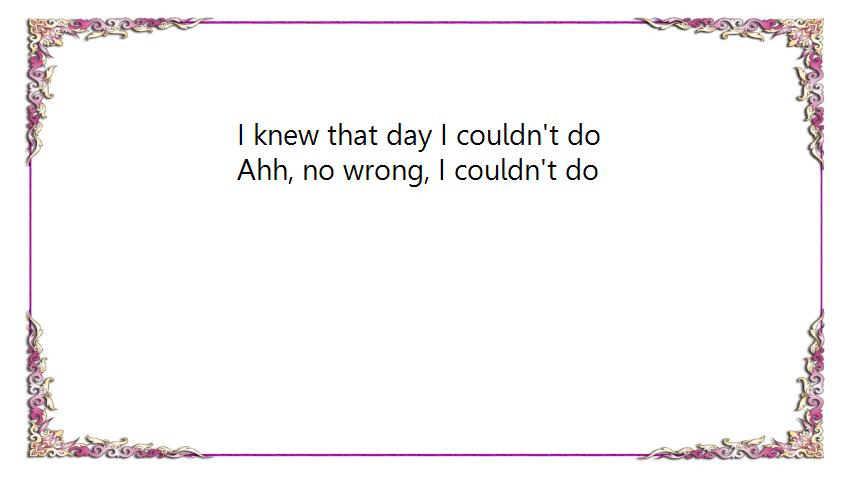 I knew that day I couldn't do
Ahh, no wrong, I couldn't do